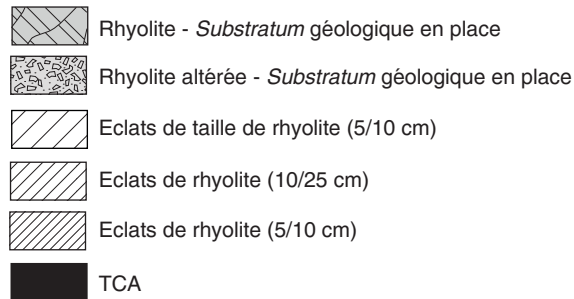 Rhyolite - Substratum géologique en place
Rhyolite altérée - Substratum géologique en place
Eclats de taille de rhyolite (5/10 cm)
Eclats de rhyolite (10/25 cm)
Eclats de rhyolite (5/10 cm)
TCA